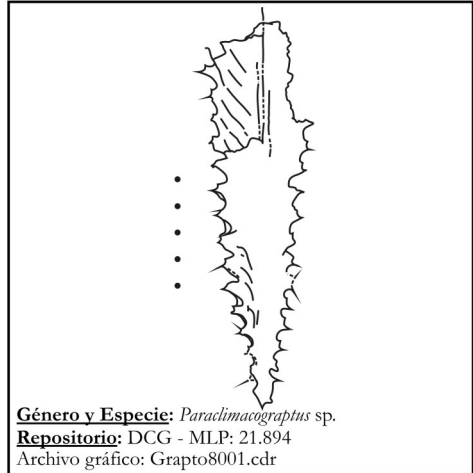 Género y Especie: Paraclimacograptus sp.
Repositorio: DCG - MLP: 21.894
Archivo gráfico: Grapto8001.cdr